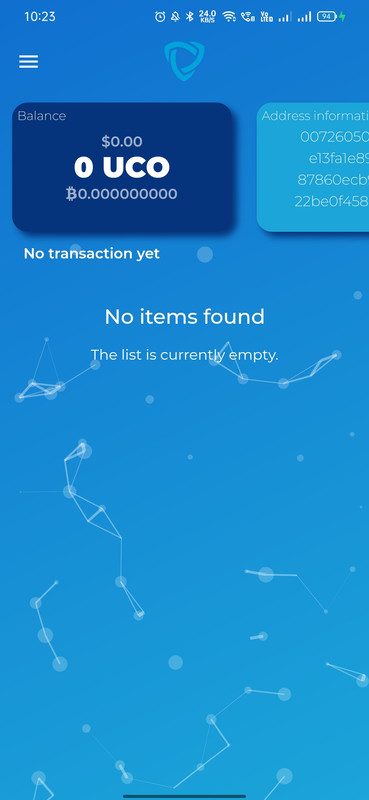 10:23 24.0 KB/S 94
Balance
$0.00
0 UCO
₿0.000000000
Address informati
00726050
e13fa1e89
87860ecb
22be0f458
No transaction yet
No items found
The list is currently empty.